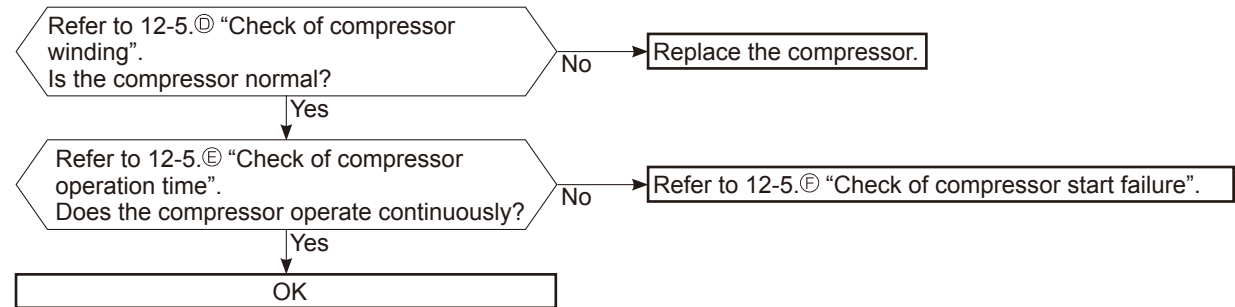 Refer to 12-5.Ⓓ “Check of compressor
winding”.
Is the compressor normal?
No
Replace the compressor.
Yes
Refer to 12-5.Ⓔ “Check of compressor
operation time”.
Does the compressor operate continuously?
No
Refer to 12-5.Ⓕ “Check of compressor start failure”.
Yes
OK